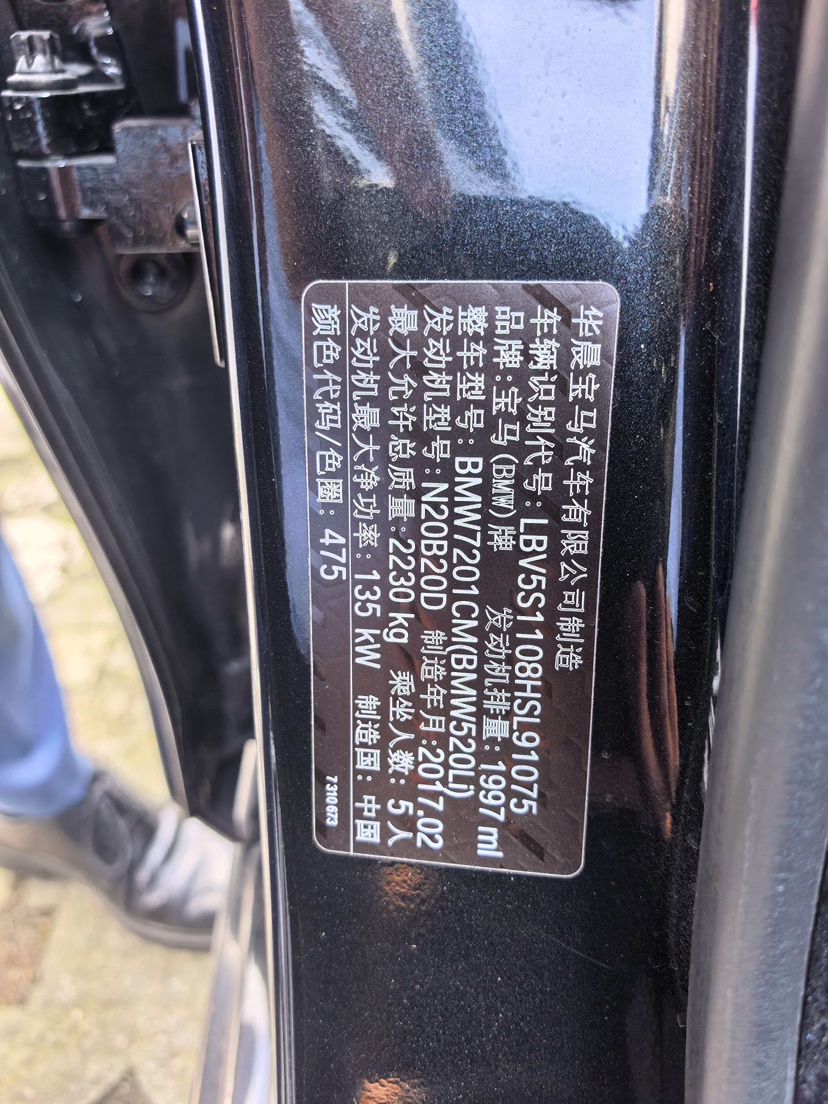 华晨宝马汽车有限公司制造
车辆识别代号：LBV5S1108HSL91075
品牌：宝马(BMW)牌 发动机排量：1997 ml
整车型号：BMW7201CM(BMW520Li)
发动机型号：N20B20D 制造年月：2017.02
最大允许总质量：2230 kg 乘坐人数：5人
发动机最大净功率：135 kW 制造国：中国
颜色代码/色圈：475 7310673